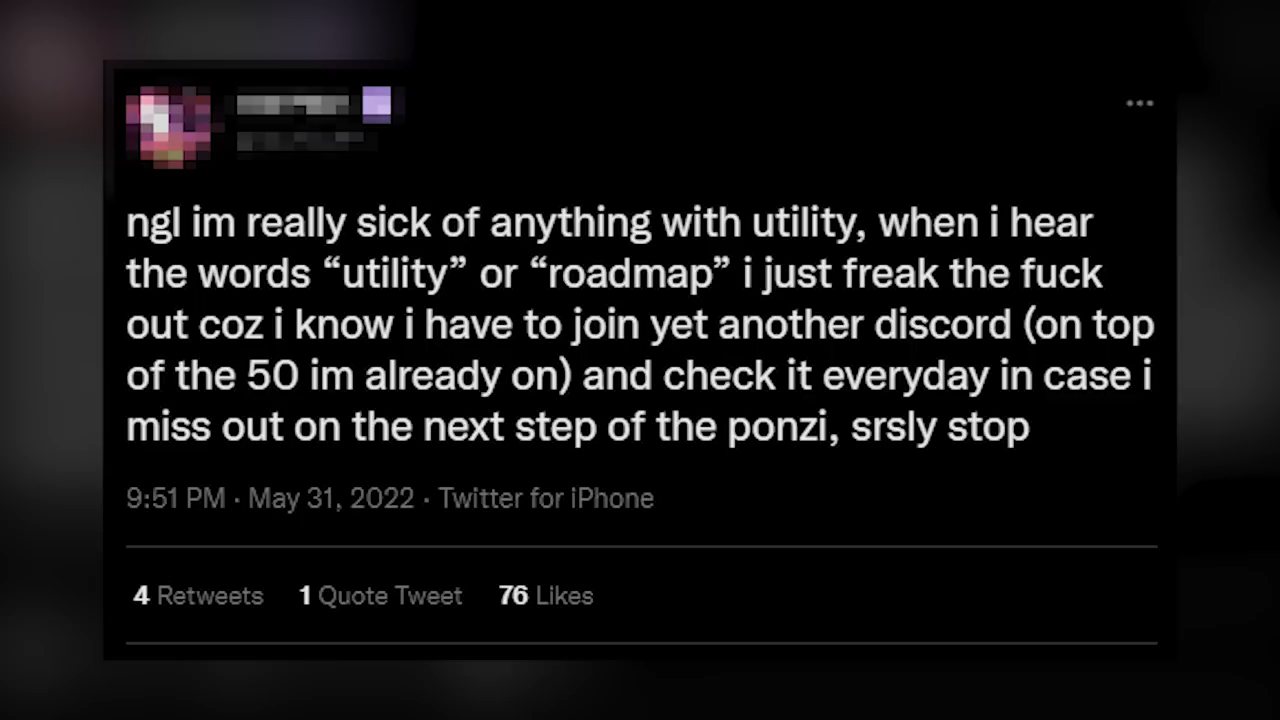 ngl im really sick of anything with utility, when i hear
the words “utility” or “roadmap” i just freak the fuck
out coz i know i have to join yet another discord (on top
of the 50 im already on) and check it everyday in case i
miss out on the next step of the ponzi, srsly stop
9:51 PM · May 31, 2022 · Twitter for iPhone
4 Retweets 1 Quote Tweet 76 Likes